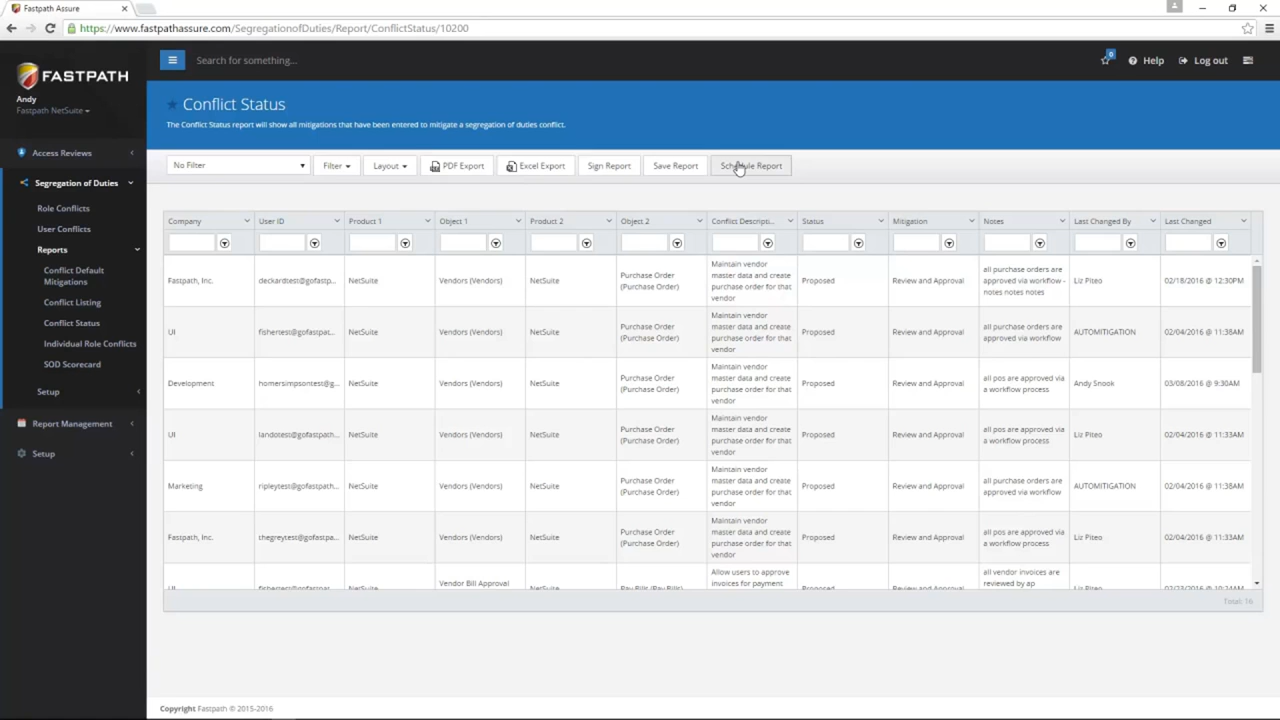 Fastpath Assure
https://www.fastpathassure.com/SegregationofDuties/Report/ConflictStatus/10200
FASTPATH
Andy
Fastpath NetSuite
Search for something...
0
Help
Log out
Conflict Status
The Conflict Status report will show all mitigations that have been entered to mitigate a segregation of duties conflict.
Access Reviews
Segregation of Duties
Role Conflicts
User Conflicts
Reports
Conflict Default
Mitigations
Conflict Listing
Conflict Status
Individual Role Conflicts
SOD Scorecard
Setup
Report Management
Setup
No Filter
Filter
Layout
PDF Export
Excel Export
Sign Report
Save Report
Schedule Report
Company
User ID
Product 1
Object 1
Product 2
Object 2
Conflict Descripti...
Status
Mitigation
Notes
Last Changed By
Last Changed
Fastpath, Inc.
deckardtest@gofastp...
NetSuite
Vendors (Vendors)
NetSuite
Purchase Order
(Purchase Order)
Maintain vendor
master data and create
purchase order for that
vendor
Proposed
Review and Approval
all purchase orders are
approved via workflow -
notes notes notes
Liz Piteo
02/18/2016 @ 12:30PM
UI
fishertest@gofastpat...
NetSuite
Vendors (Vendors)
NetSuite
Purchase Order
(Purchase Order)
Maintain vendor
master data and create
purchase order for that
vendor
Proposed
Review and Approval
all purchase orders are
approved via workflow
AUTOMITIGATION
02/04/2016 @ 11:38AM
Development
homersimpsontest@g...
NetSuite
Vendors (Vendors)
NetSuite
Purchase Order
(Purchase Order)
Maintain vendor
master data and create
purchase order for that
vendor
Proposed
Review and Approval
all pos are approved via
a workflow process
Andy Snook
03/08/2016 @ 9:30AM
UI
landotest@gofastpath...
NetSuite
Vendors (Vendors)
NetSuite
Purchase Order
(Purchase Order)
Maintain vendor
master data and create
purchase order for that
vendor
Proposed
Review and Approval
all pos are approved via
a workflow process
Liz Piteo
02/04/2016 @ 11:33AM
Marketing
ripleytest@gofastpath...
NetSuite
Vendors (Vendors)
NetSuite
Purchase Order
(Purchase Order)
Maintain vendor
master data and create
purchase order for that
vendor
Proposed
Review and Approval
all purchase orders are
approved via workflow
AUTOMITIGATION
02/04/2016 @ 11:38AM
Fastpath, Inc.
thegreytest@gofastpa...
NetSuite
Vendors (Vendors)
NetSuite
Purchase Order
(Purchase Order)
Maintain vendor
master data and create
purchase order for that
vendor
Proposed
Review and Approval
all pos are approved via
a workflow process
Liz Piteo
02/04/2016 @ 11:33AM
UI
fishertest@gofastpat...
NetSuite
Vendor Bill Approval
NetSuite
Pay Bills (Pay Bills)
Allow users to approve
invoices for payment
Proposed
Review and Approval
all vendor invoices are
reviewed by ap
Liz Piteo
Total: 16
Copyright Fastpath © 2015-2016